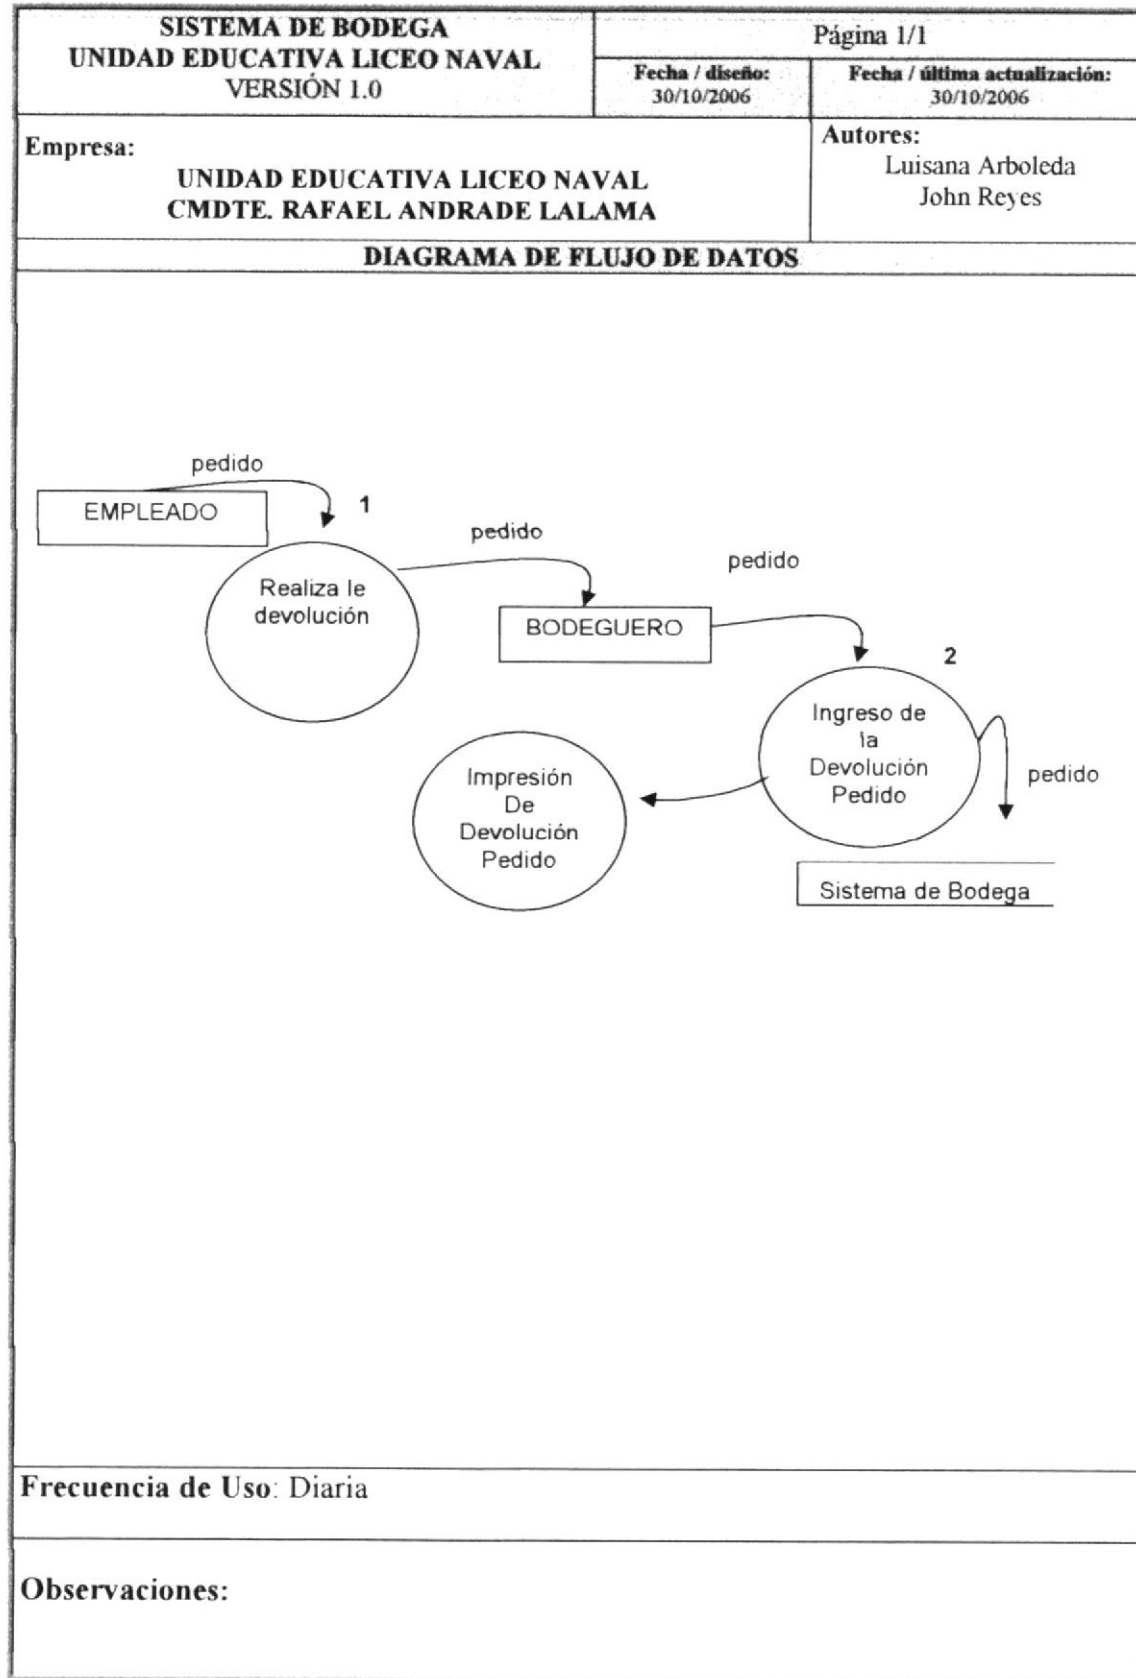 SISTEMA DE BODEGA
UNIDAD EDUCATIVA LICEO NAVAL
VERSIÓN 1.0
Página 1/1
Fecha / diseño:
30/10/2006
Fecha / última actualización:
30/10/2006
Empresa:
UNIDAD EDUCATIVA LICEO NAVAL
CMDTE. RAFAEL ANDRADE LALAMA
Autores:
Luisana Arboleda
John Reyes
DIAGRAMA DE FLUJO DE DATOS
pedido
EMPLEADO
1
Realiza le
devolución
pedido
BODEGUERO
pedido
2
Ingreso de
la
Devolución
Pedido
pedido
Impresión
De
Devolución
Pedido
Sistema de Bodega
Frecuencia de Uso: Diaria
Observaciones: